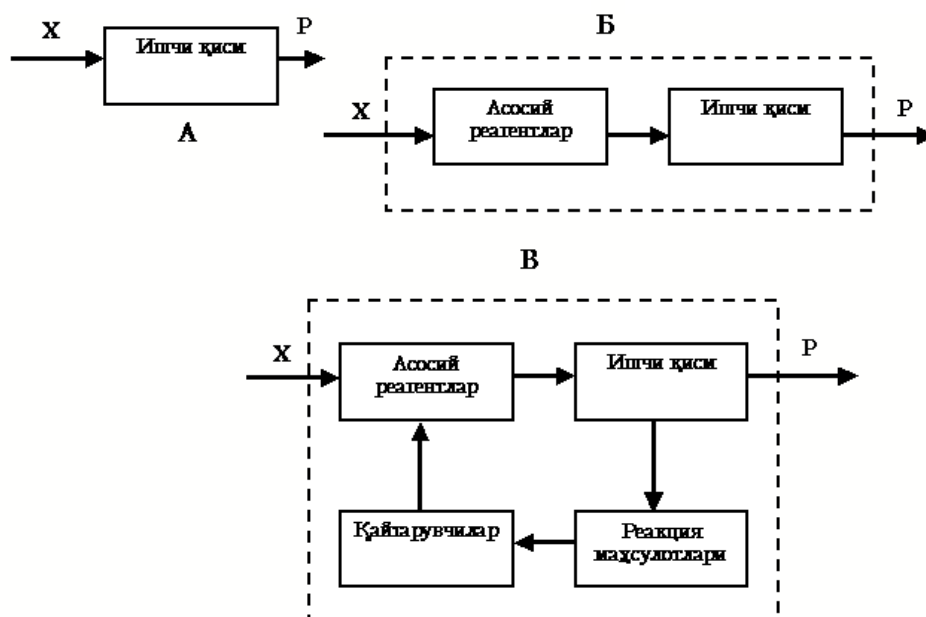 X
Ишчи қисм
P
А
Б
X
Асосий
реагентлар
Ишчи қисм
P
В
X
Асосий
реагентлар
Ишчи қисм
P
Қайтарувчилар
Реакция
маҳсулотлари